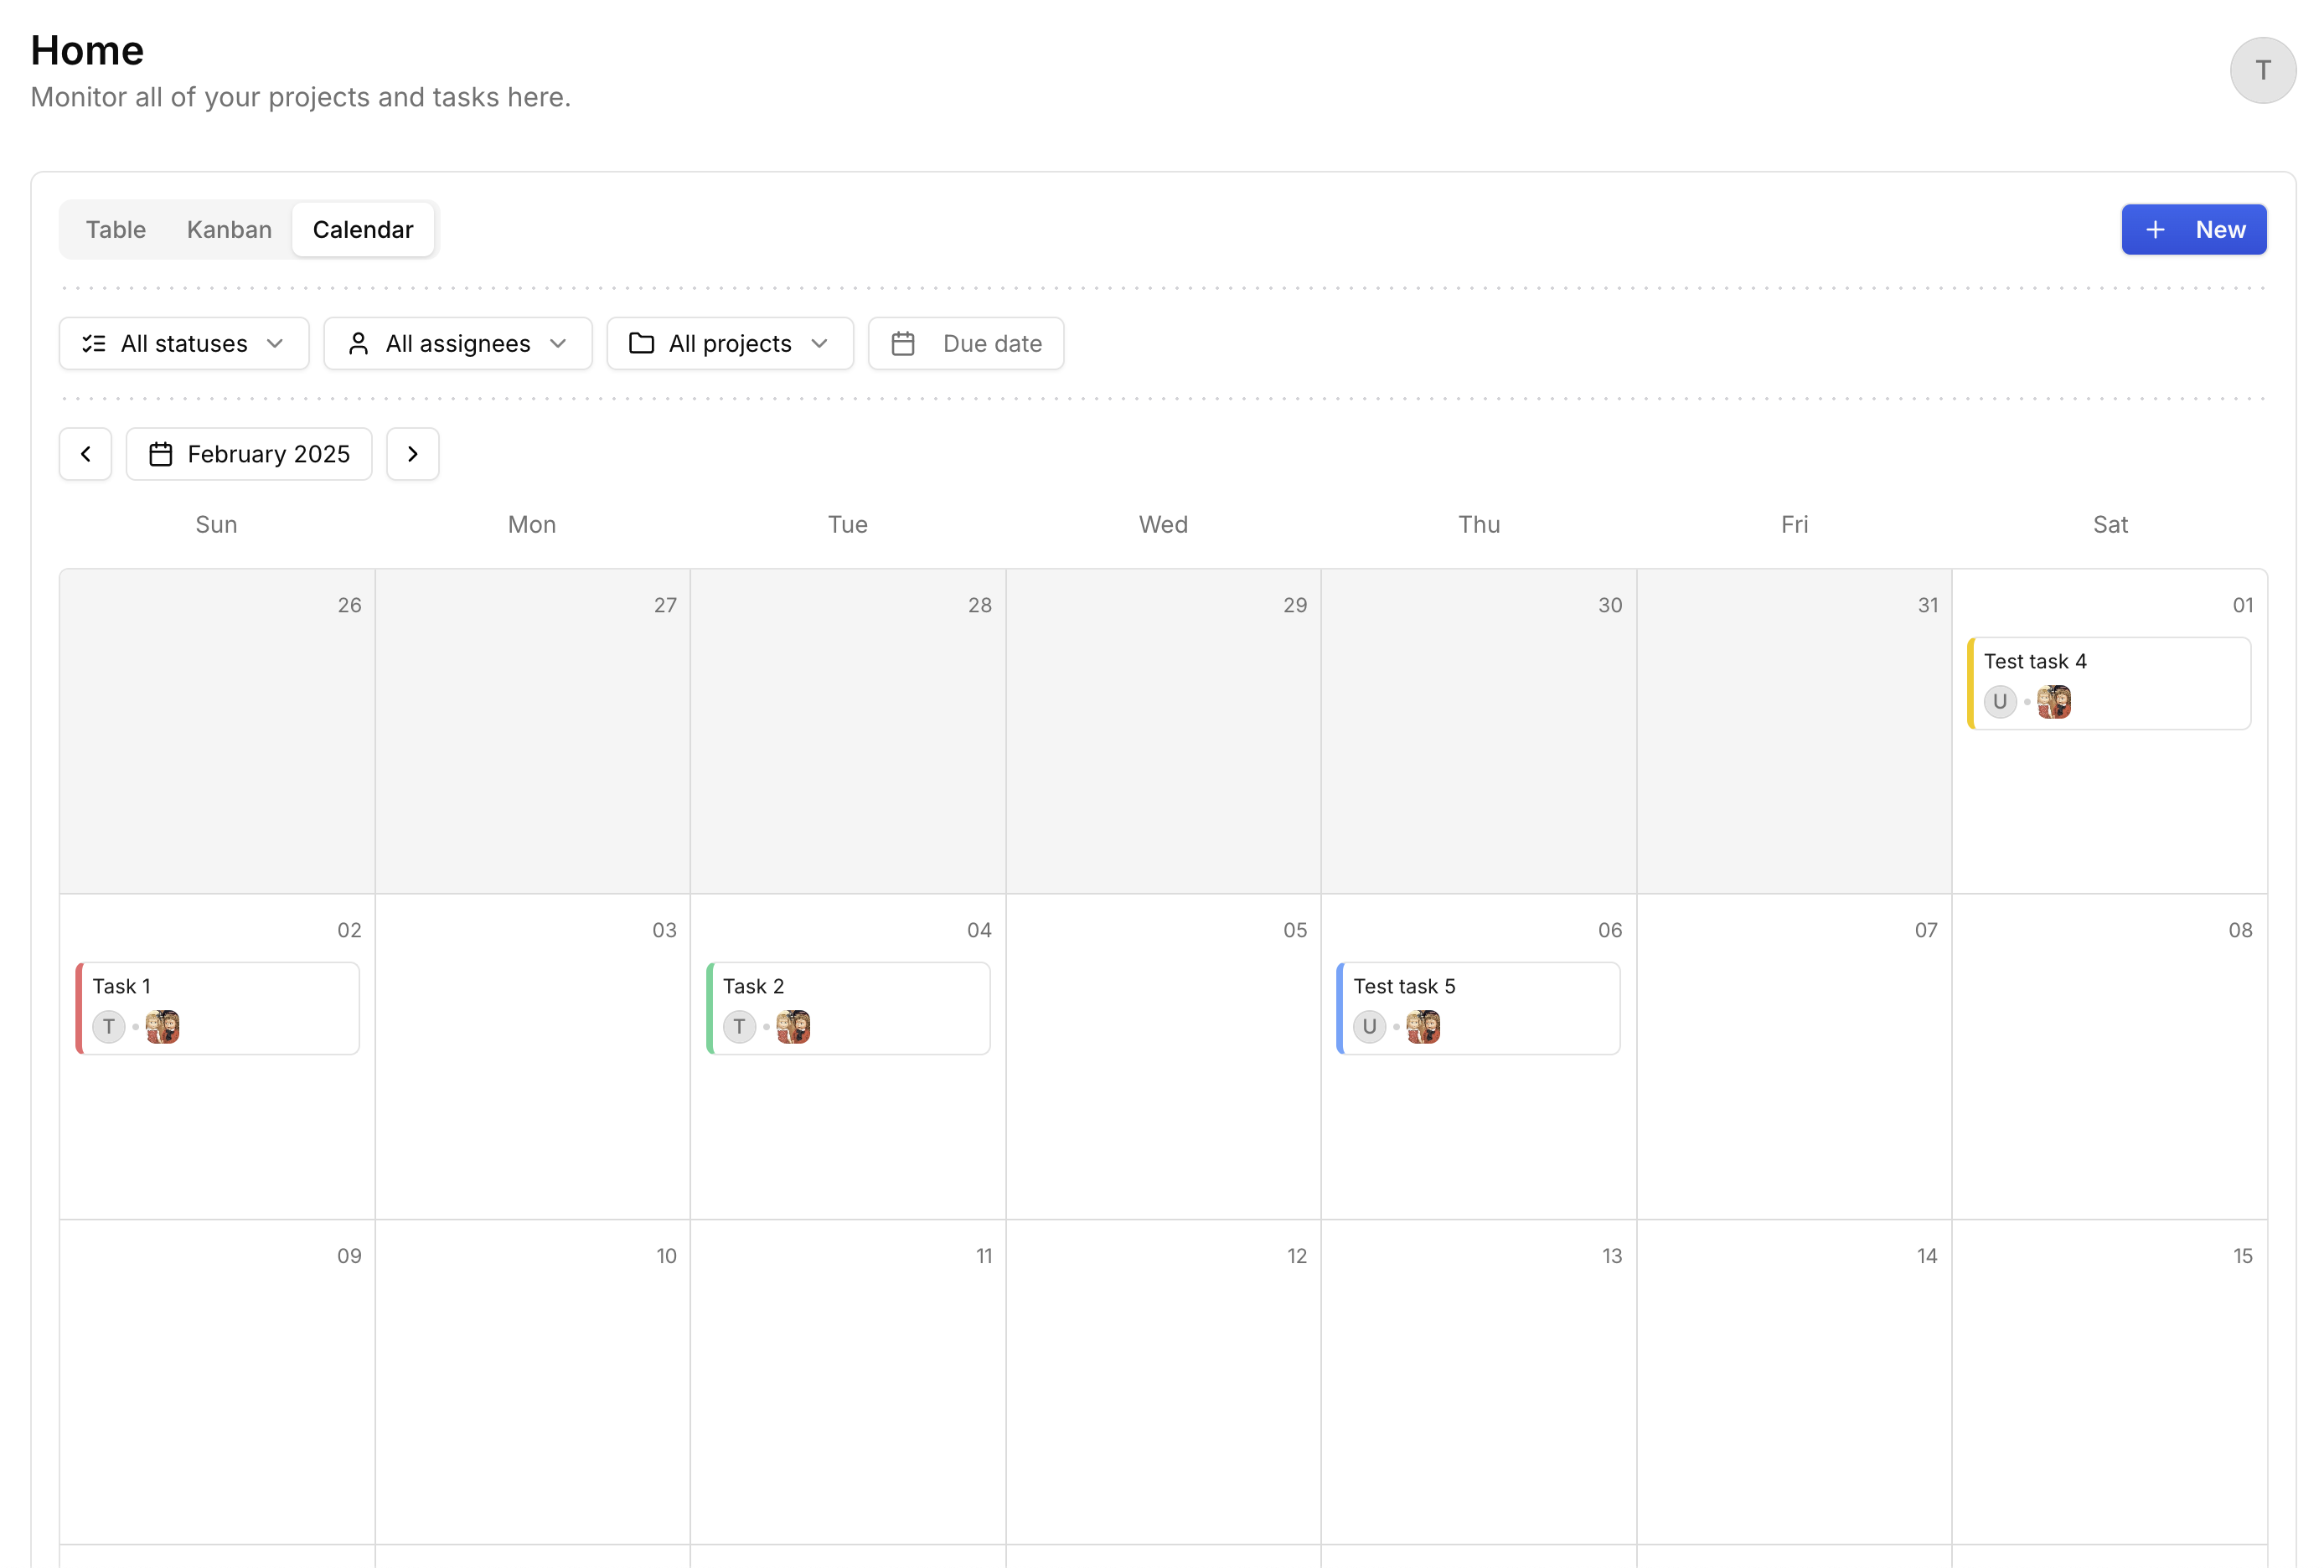 Home
T
Monitor all of your projects and tasks here.
Table Kanban Calendar
New
All statuses All assignees All projects Due date
February 2025
Sun Mon Tue Wed Thu Fri Sat
26 27 28 29 30 31 01
Test task 4
U
02 03 04 05 06 07 08
Task 1 Task 2 Test task 5
T T U
09 10 11 12 13 14 15